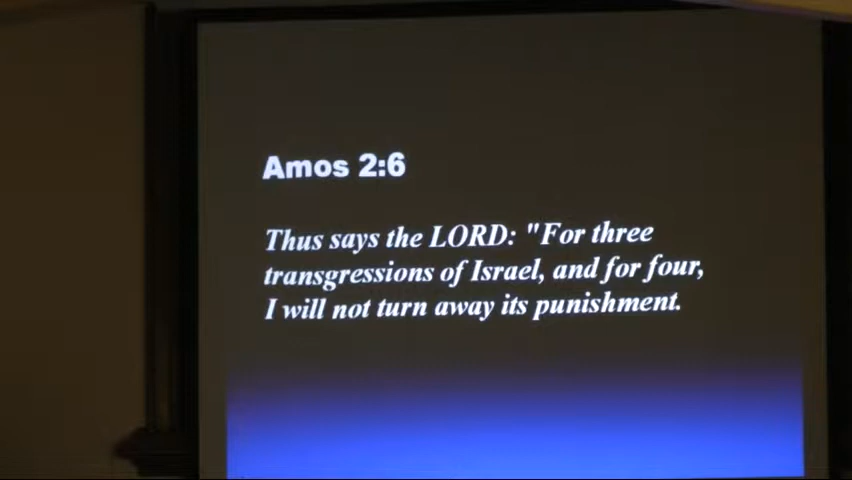 Amos 2:6
Thus says the LORD: "For three
transgressions of Israel, and for four,
I will not turn away its punishment.